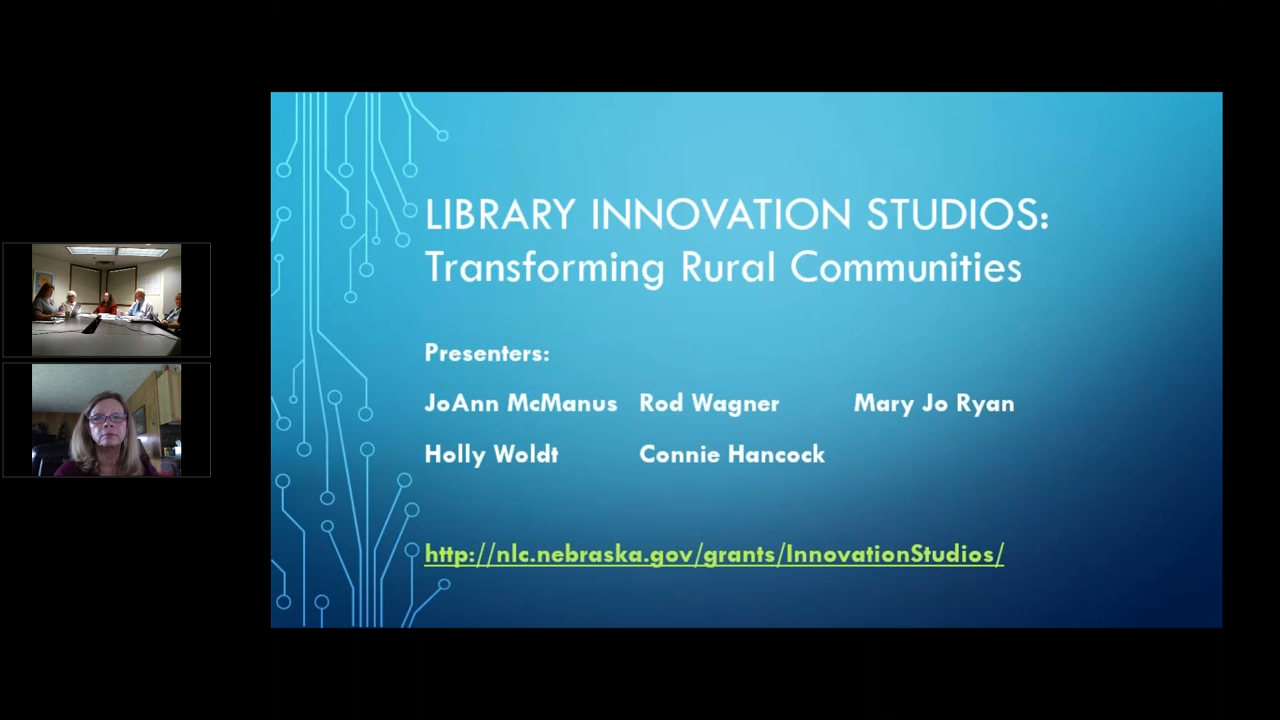 LIBRARY INNOVATION STUDIOS:
Transforming Rural Communities
Presenters:
JoAnn McManus Rod Wagner Mary Jo Ryan
Holly Woldt Connie Hancock
http://nlc.nebraska.gov/grants/InnovationStudios/